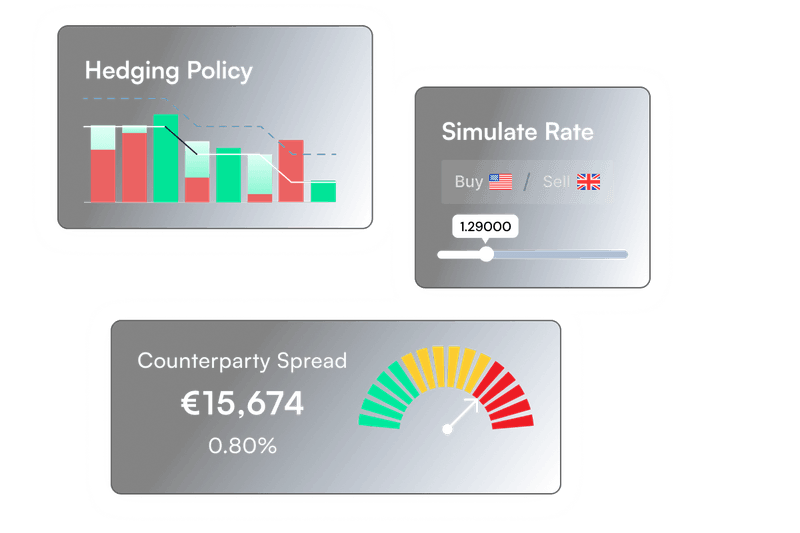 Hedging Policy
Simulate Rate
Buy / Sell
1.29000
Counterparty Spread
€15,674
0.80%